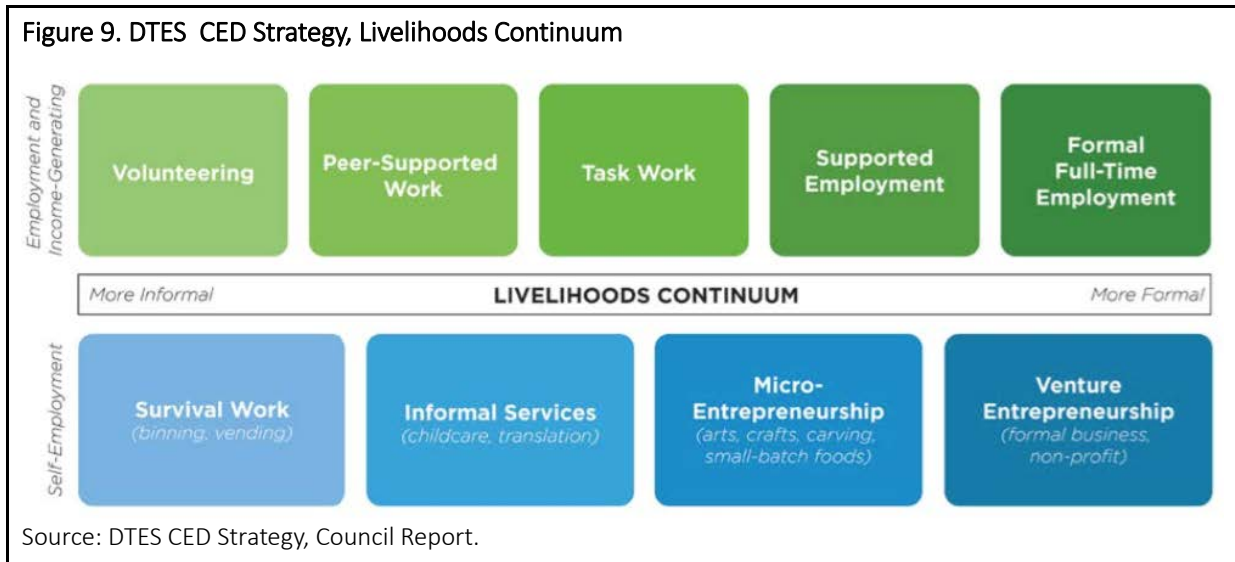 Figure 9. DTES CED Strategy, Livelihoods Continuum
Employment and
Income-Generating
Volunteering
Peer-Supported
Work
Task Work
Supported
Employment
Formal
Full-Time
Employment
More Informal
LIVELIHOODS CONTINUUM
More Formal
Self-Employment
Survival Work
(binning, vending)
Informal Services
(childcare, translation)
Micro-
Entrepreneurship
(arts, crafts, carving,
small-batch foods)
Venture
Entrepreneurship
(formal business,
non-profit)
Source: DTES CED Strategy, Council Report.